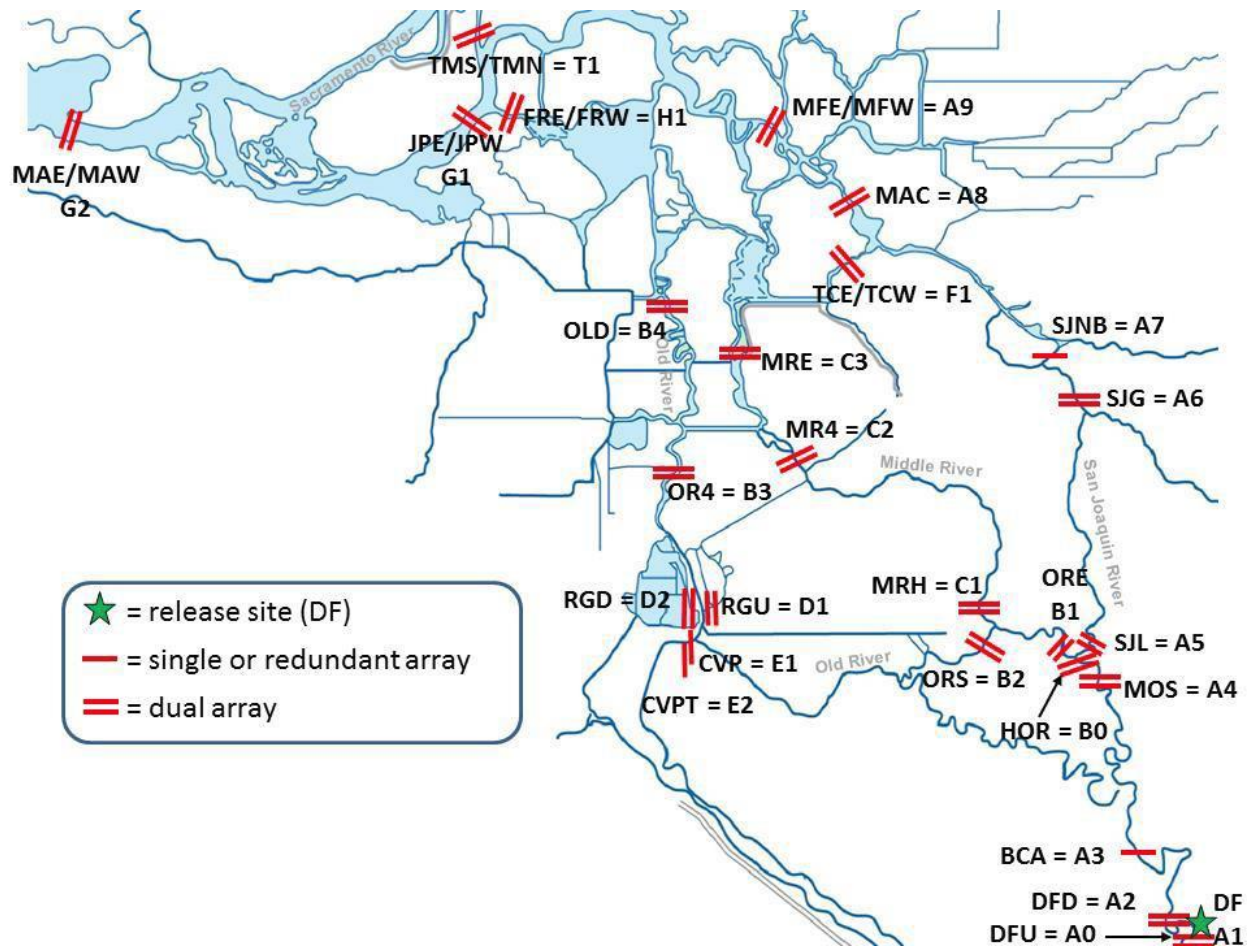 Sacramento River
TMS/TMN = T1
FRE/FRW = H1
MFE/MFW = A9
JPE/JPW
G1
MAE/MAW
G2
MAC = A8
TCE/TCW = F1
OLD = B4
Old River
MRE = C3
SJNB = A7
SJG = A6
MR4 = C2
Middle River
OR4 = B3
San Joaquin River
RGD = D2
RGU = D1
MRH = C1
ORE
B1
SJL = A5
CVP = E1
Old River
ORS = B2
MOS = A4
CVPT = E2
HOR = B0
= release site (DF)
= single or redundant array
= dual array
BCA = A3
DFD = A2
DF
DFU = A0
A1